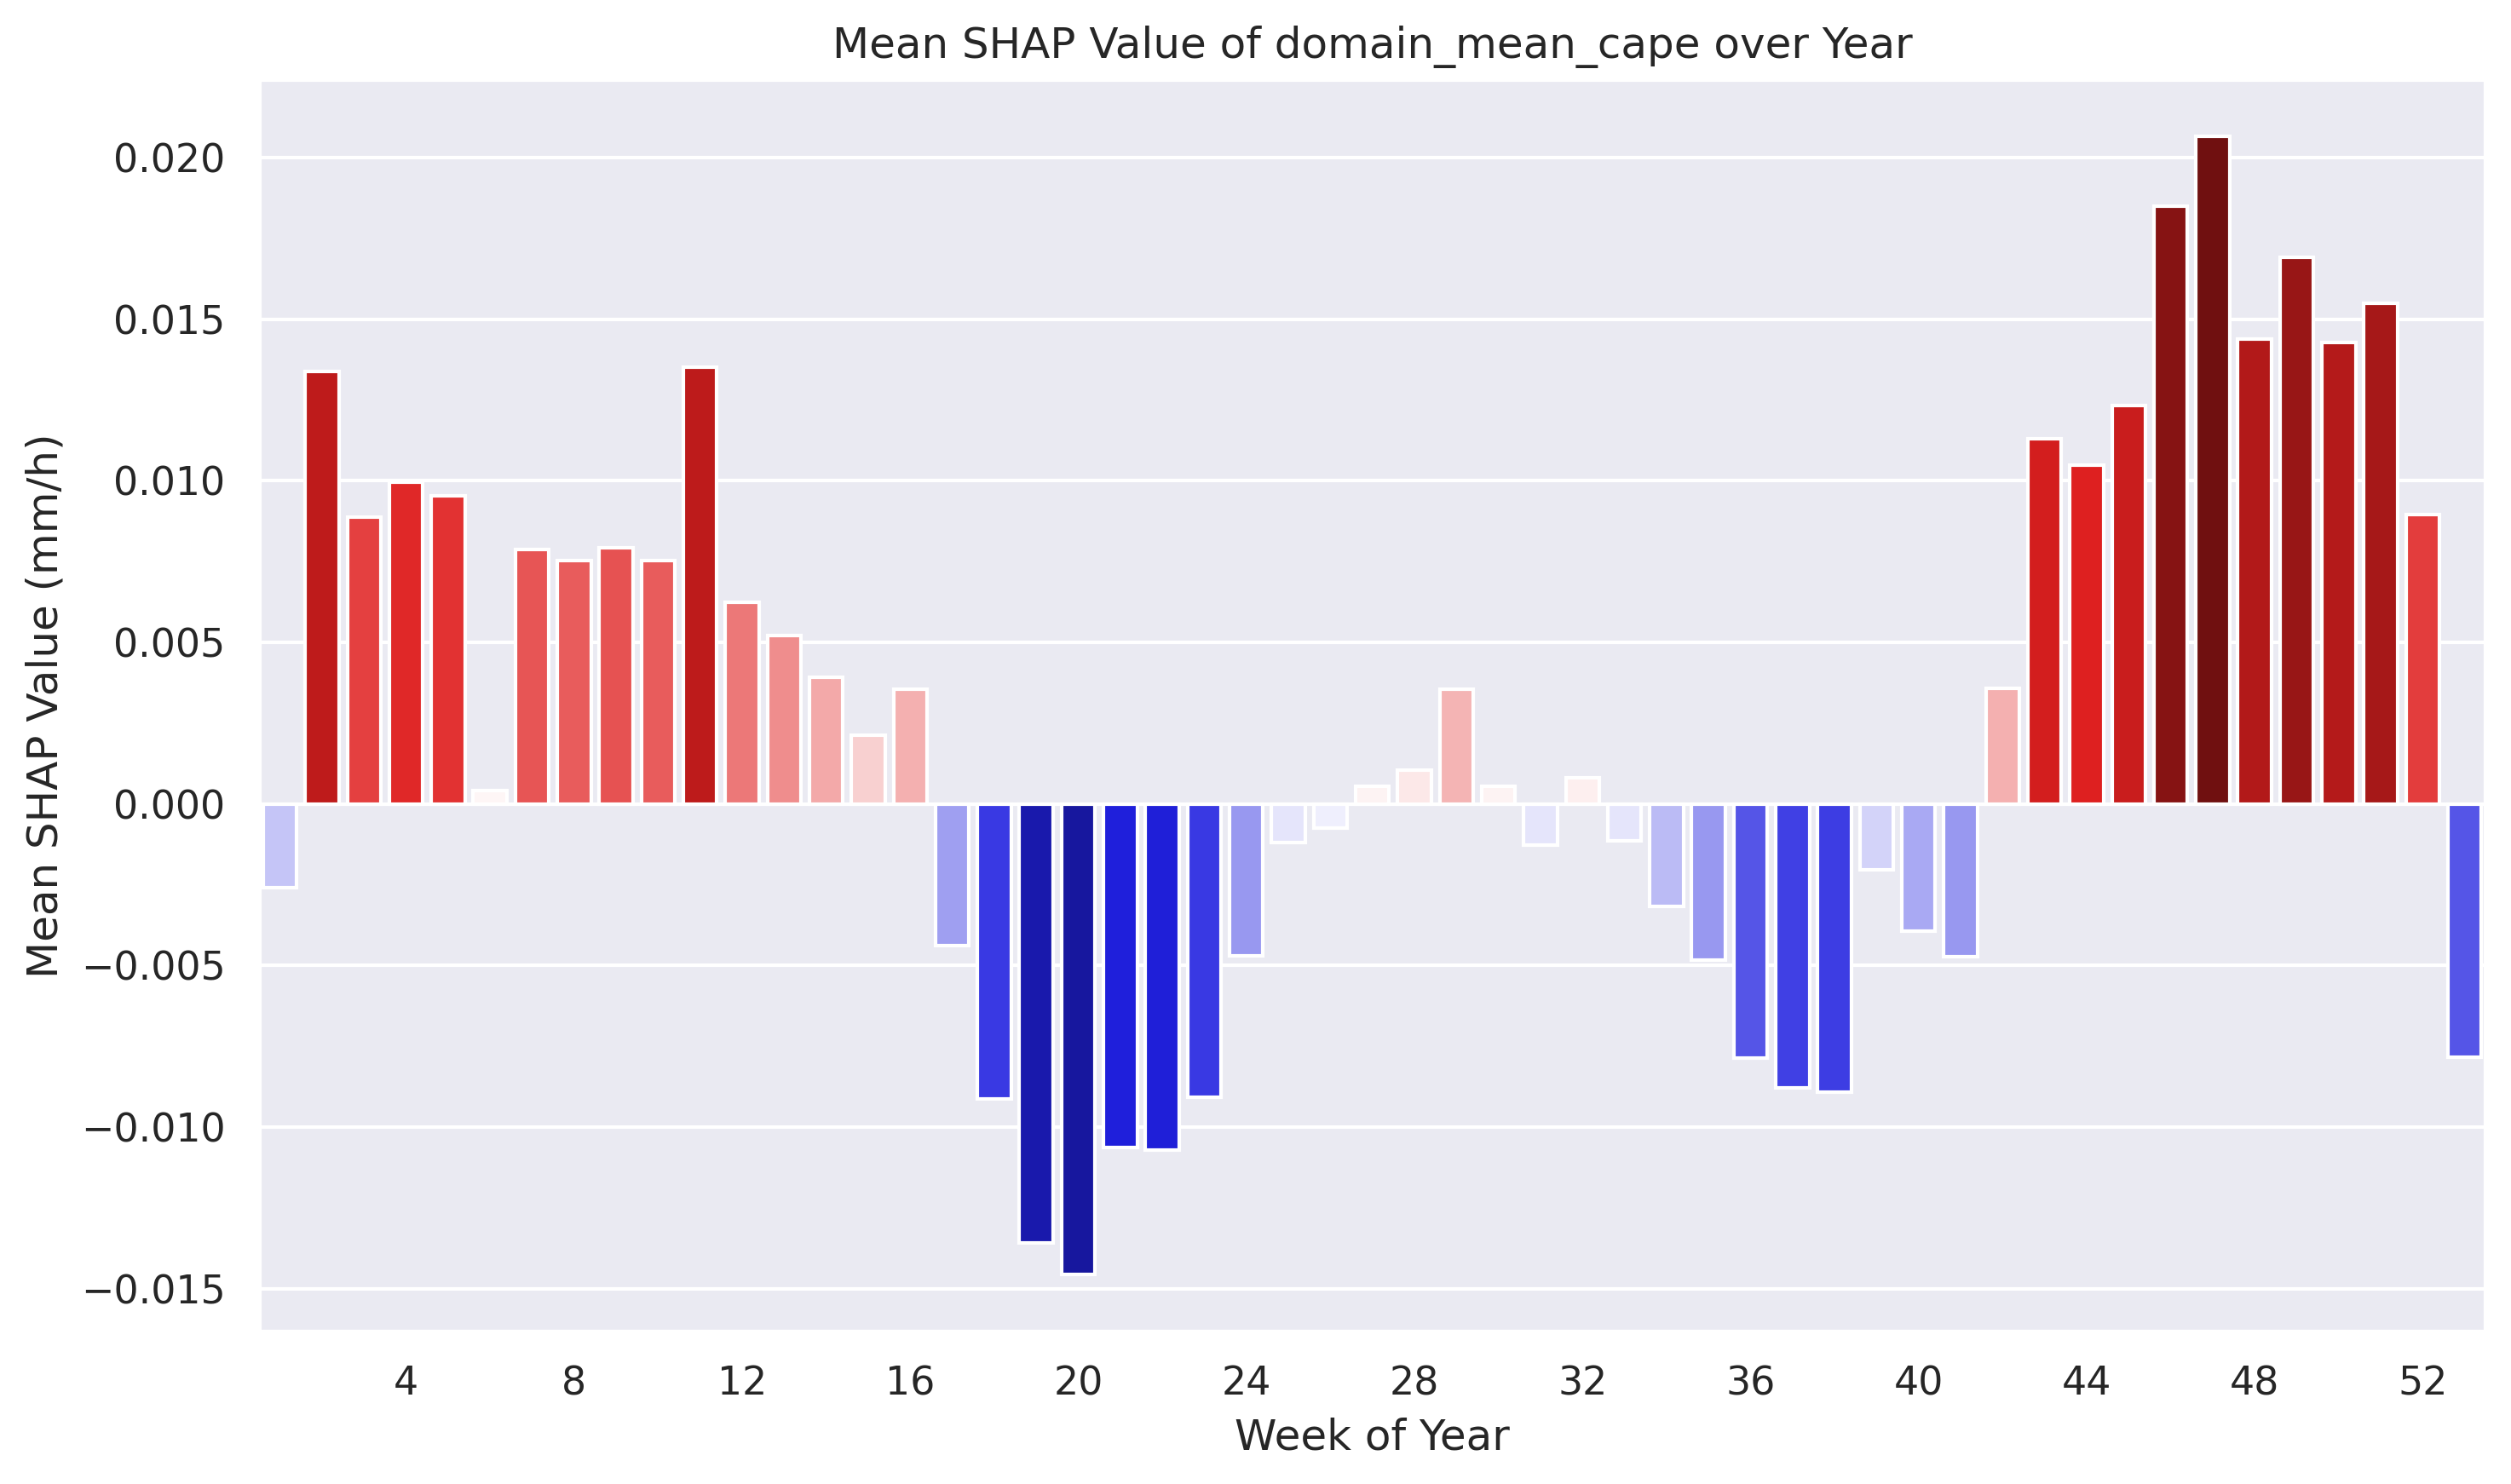 Mean SHAP Value of domain_mean_cape over Year
Mean SHAP Value (mm/h)
0.020
0.015
0.010
0.005
0.000
−0.005
−0.010
−0.015
4 8 12 16 20 24 28 32 36 40 44 48 52
Week of Year